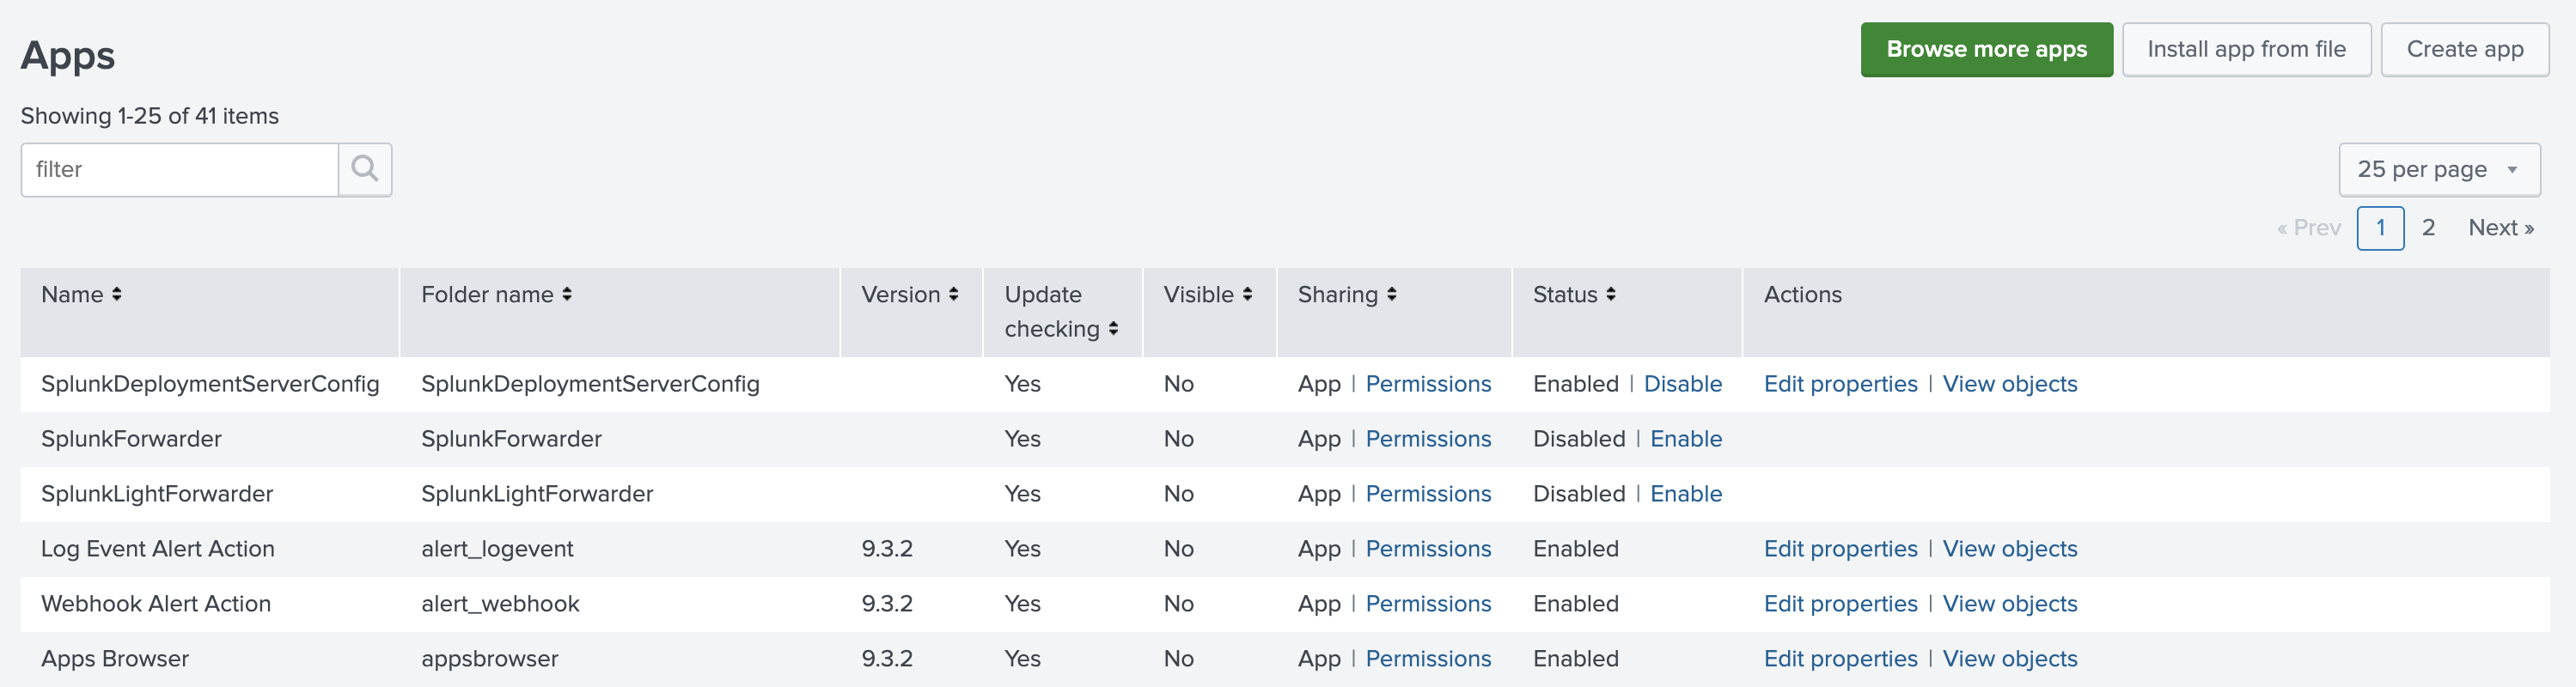 Apps
Browse more apps
Install app from file
Create app
Showing 1-25 of 41 items
filter
25 per page
« Prev 1 2 Next »
Name Folder name Version Update checking Visible Sharing Status Actions
SplunkDeploymentServerConfig SplunkDeploymentServerConfig Yes No App | Permissions Enabled | Disable Edit properties | View objects
SplunkForwarder SplunkForwarder Yes No App | Permissions Disabled | Enable
SplunkLightForwarder SplunkLightForwarder Yes No App | Permissions Disabled | Enable
Log Event Alert Action alert_logevent 9.3.2 Yes No App | Permissions Enabled Edit properties | View objects
Webhook Alert Action alert_webhook 9.3.2 Yes No App | Permissions Enabled Edit properties | View objects
Apps Browser appsbrowser 9.3.2 Yes No App | Permissions Enabled Edit properties | View objects